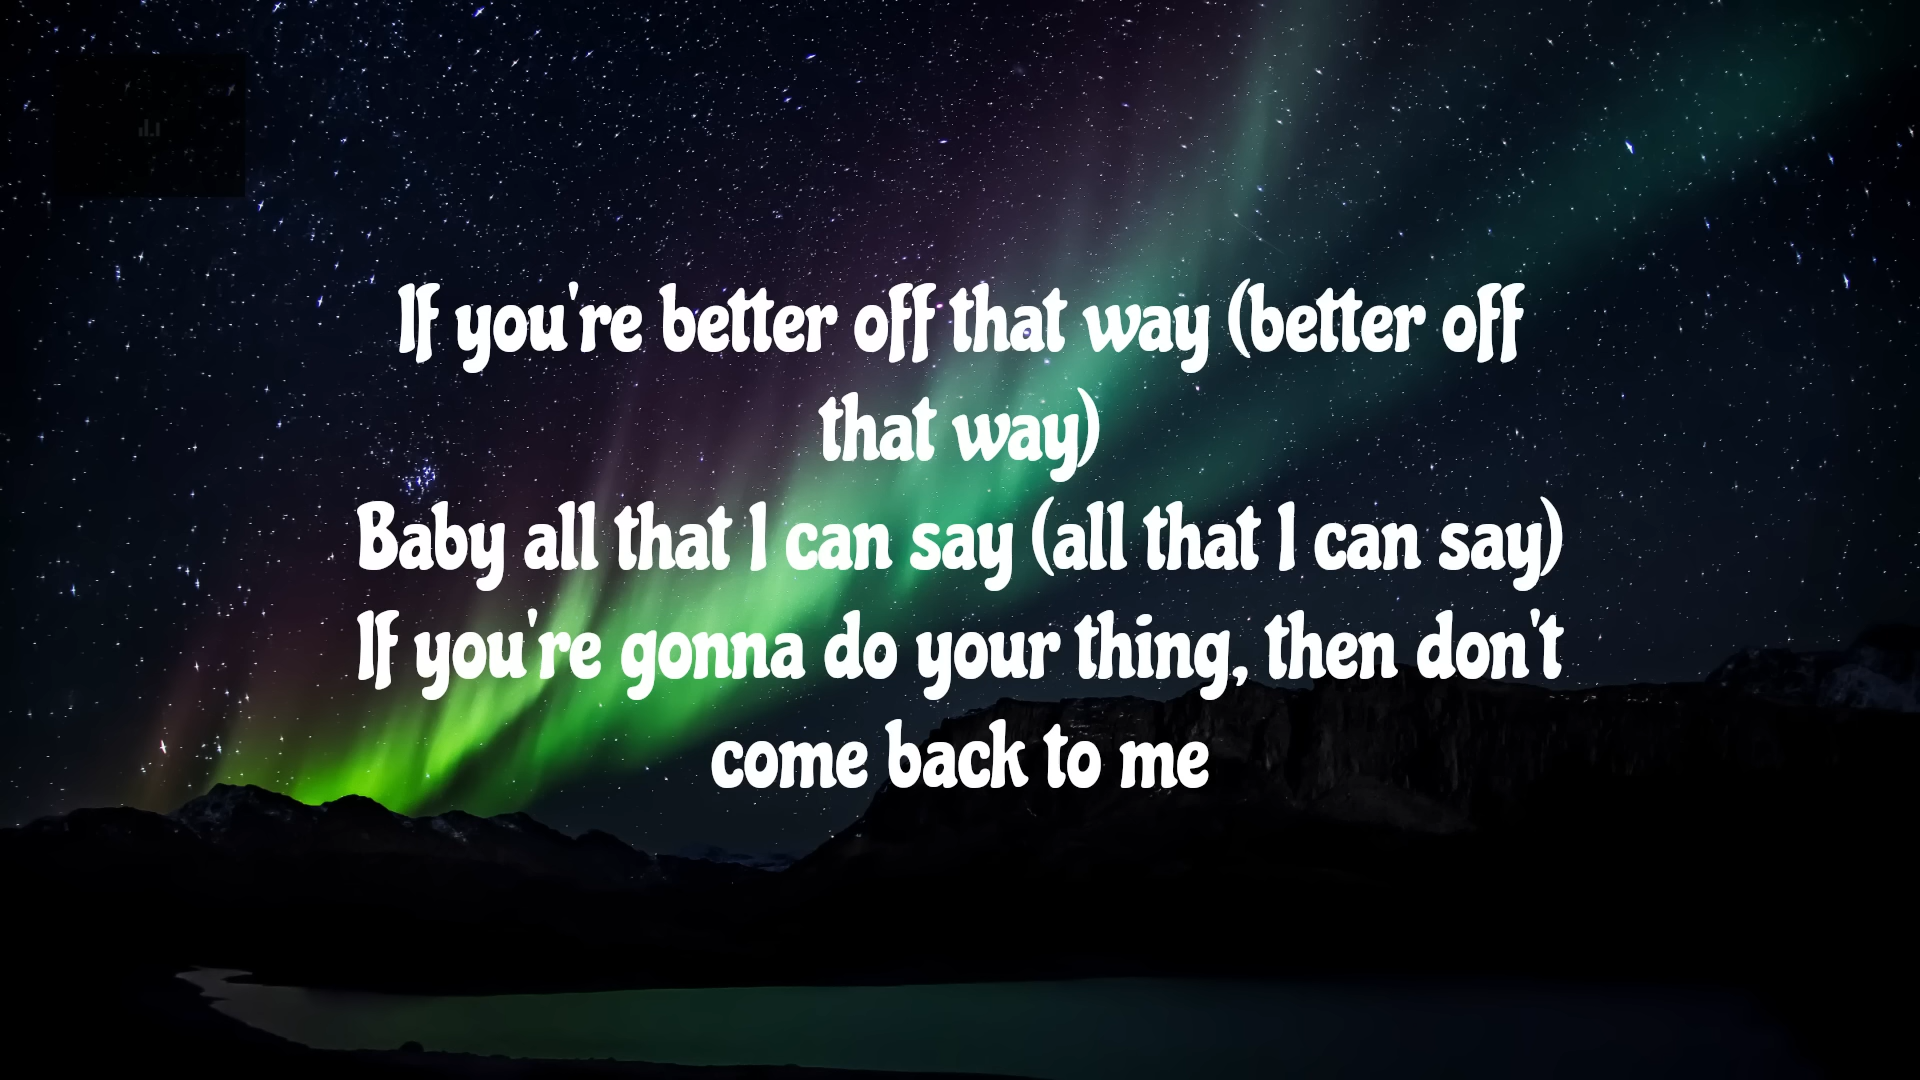 If you're better off that way (better off
that way)
Baby all that I can say (all that I can say)
If you're gonna do your thing, then don't
come back to me